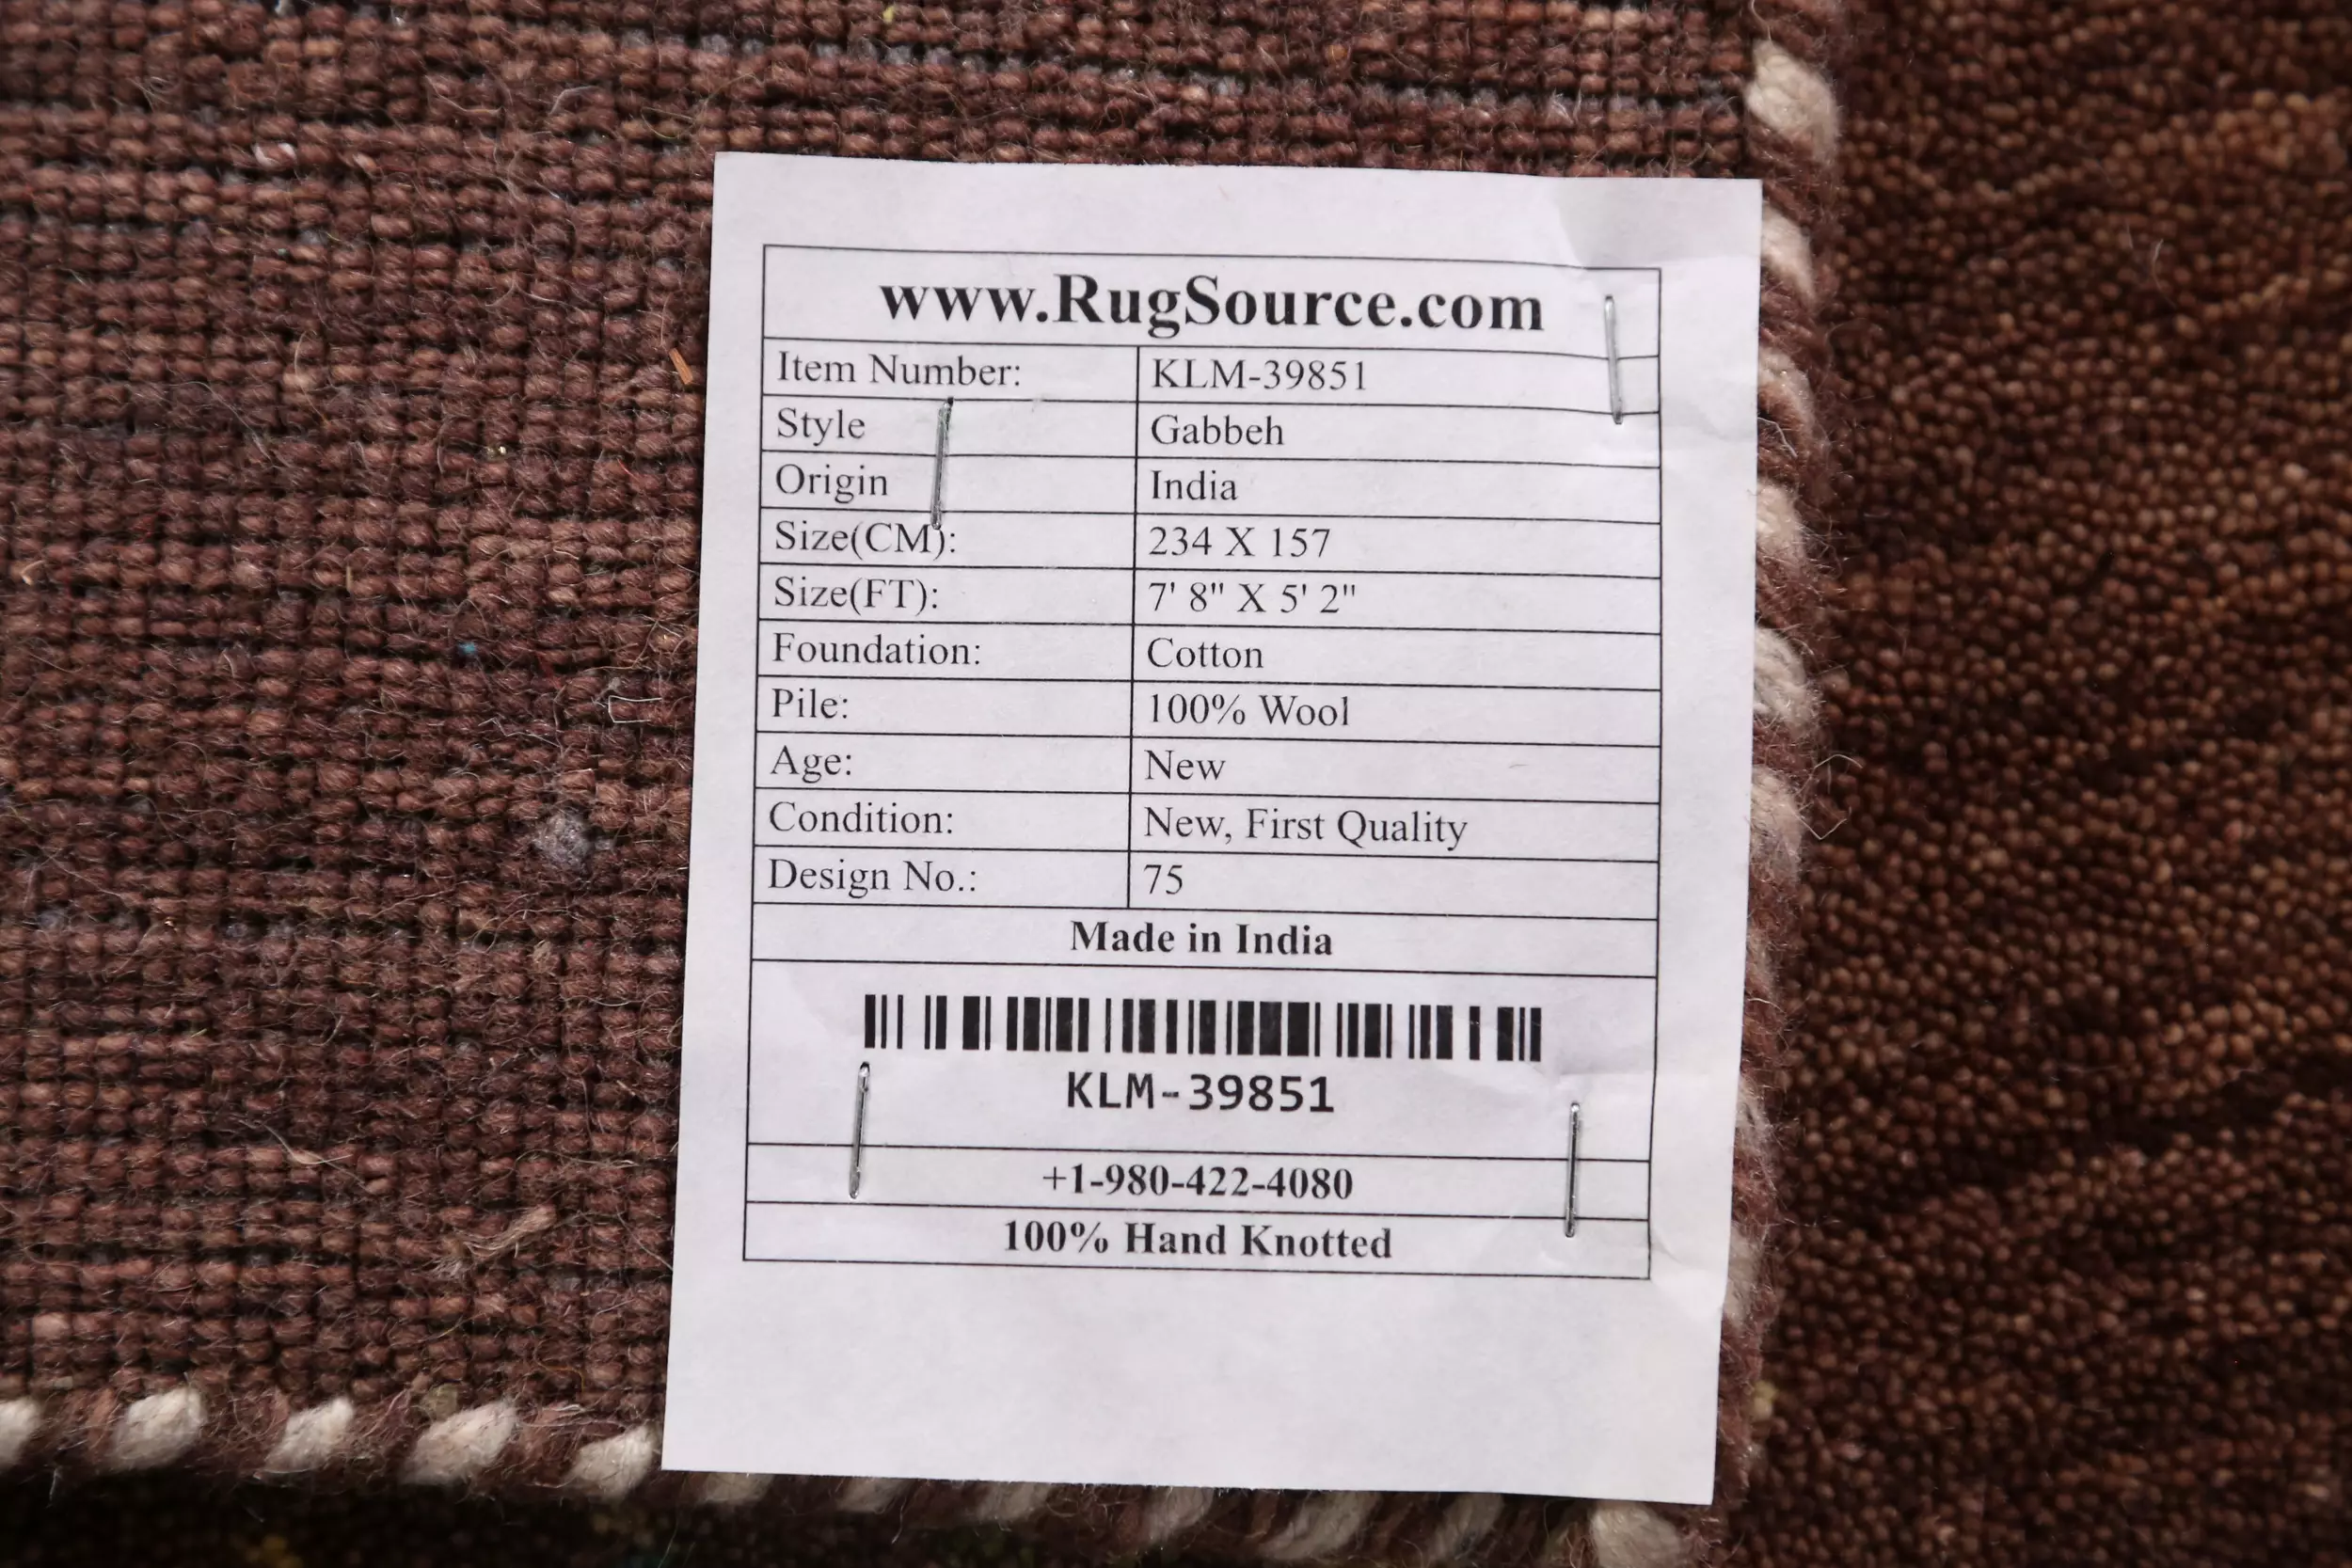 www.RugSource.com
Item Number: KLM-39851
Style Gabbeh
Origin India
Size(CM): 234 X 157
Size(FT): 7' 8" X 5' 2"
Foundation: Cotton
Pile: 100% Wool
Age: New
Condition: New, First Quality
Design No.: 75
Made in India
KLM-39851
+1-980-422-4080
100% Hand Knotted